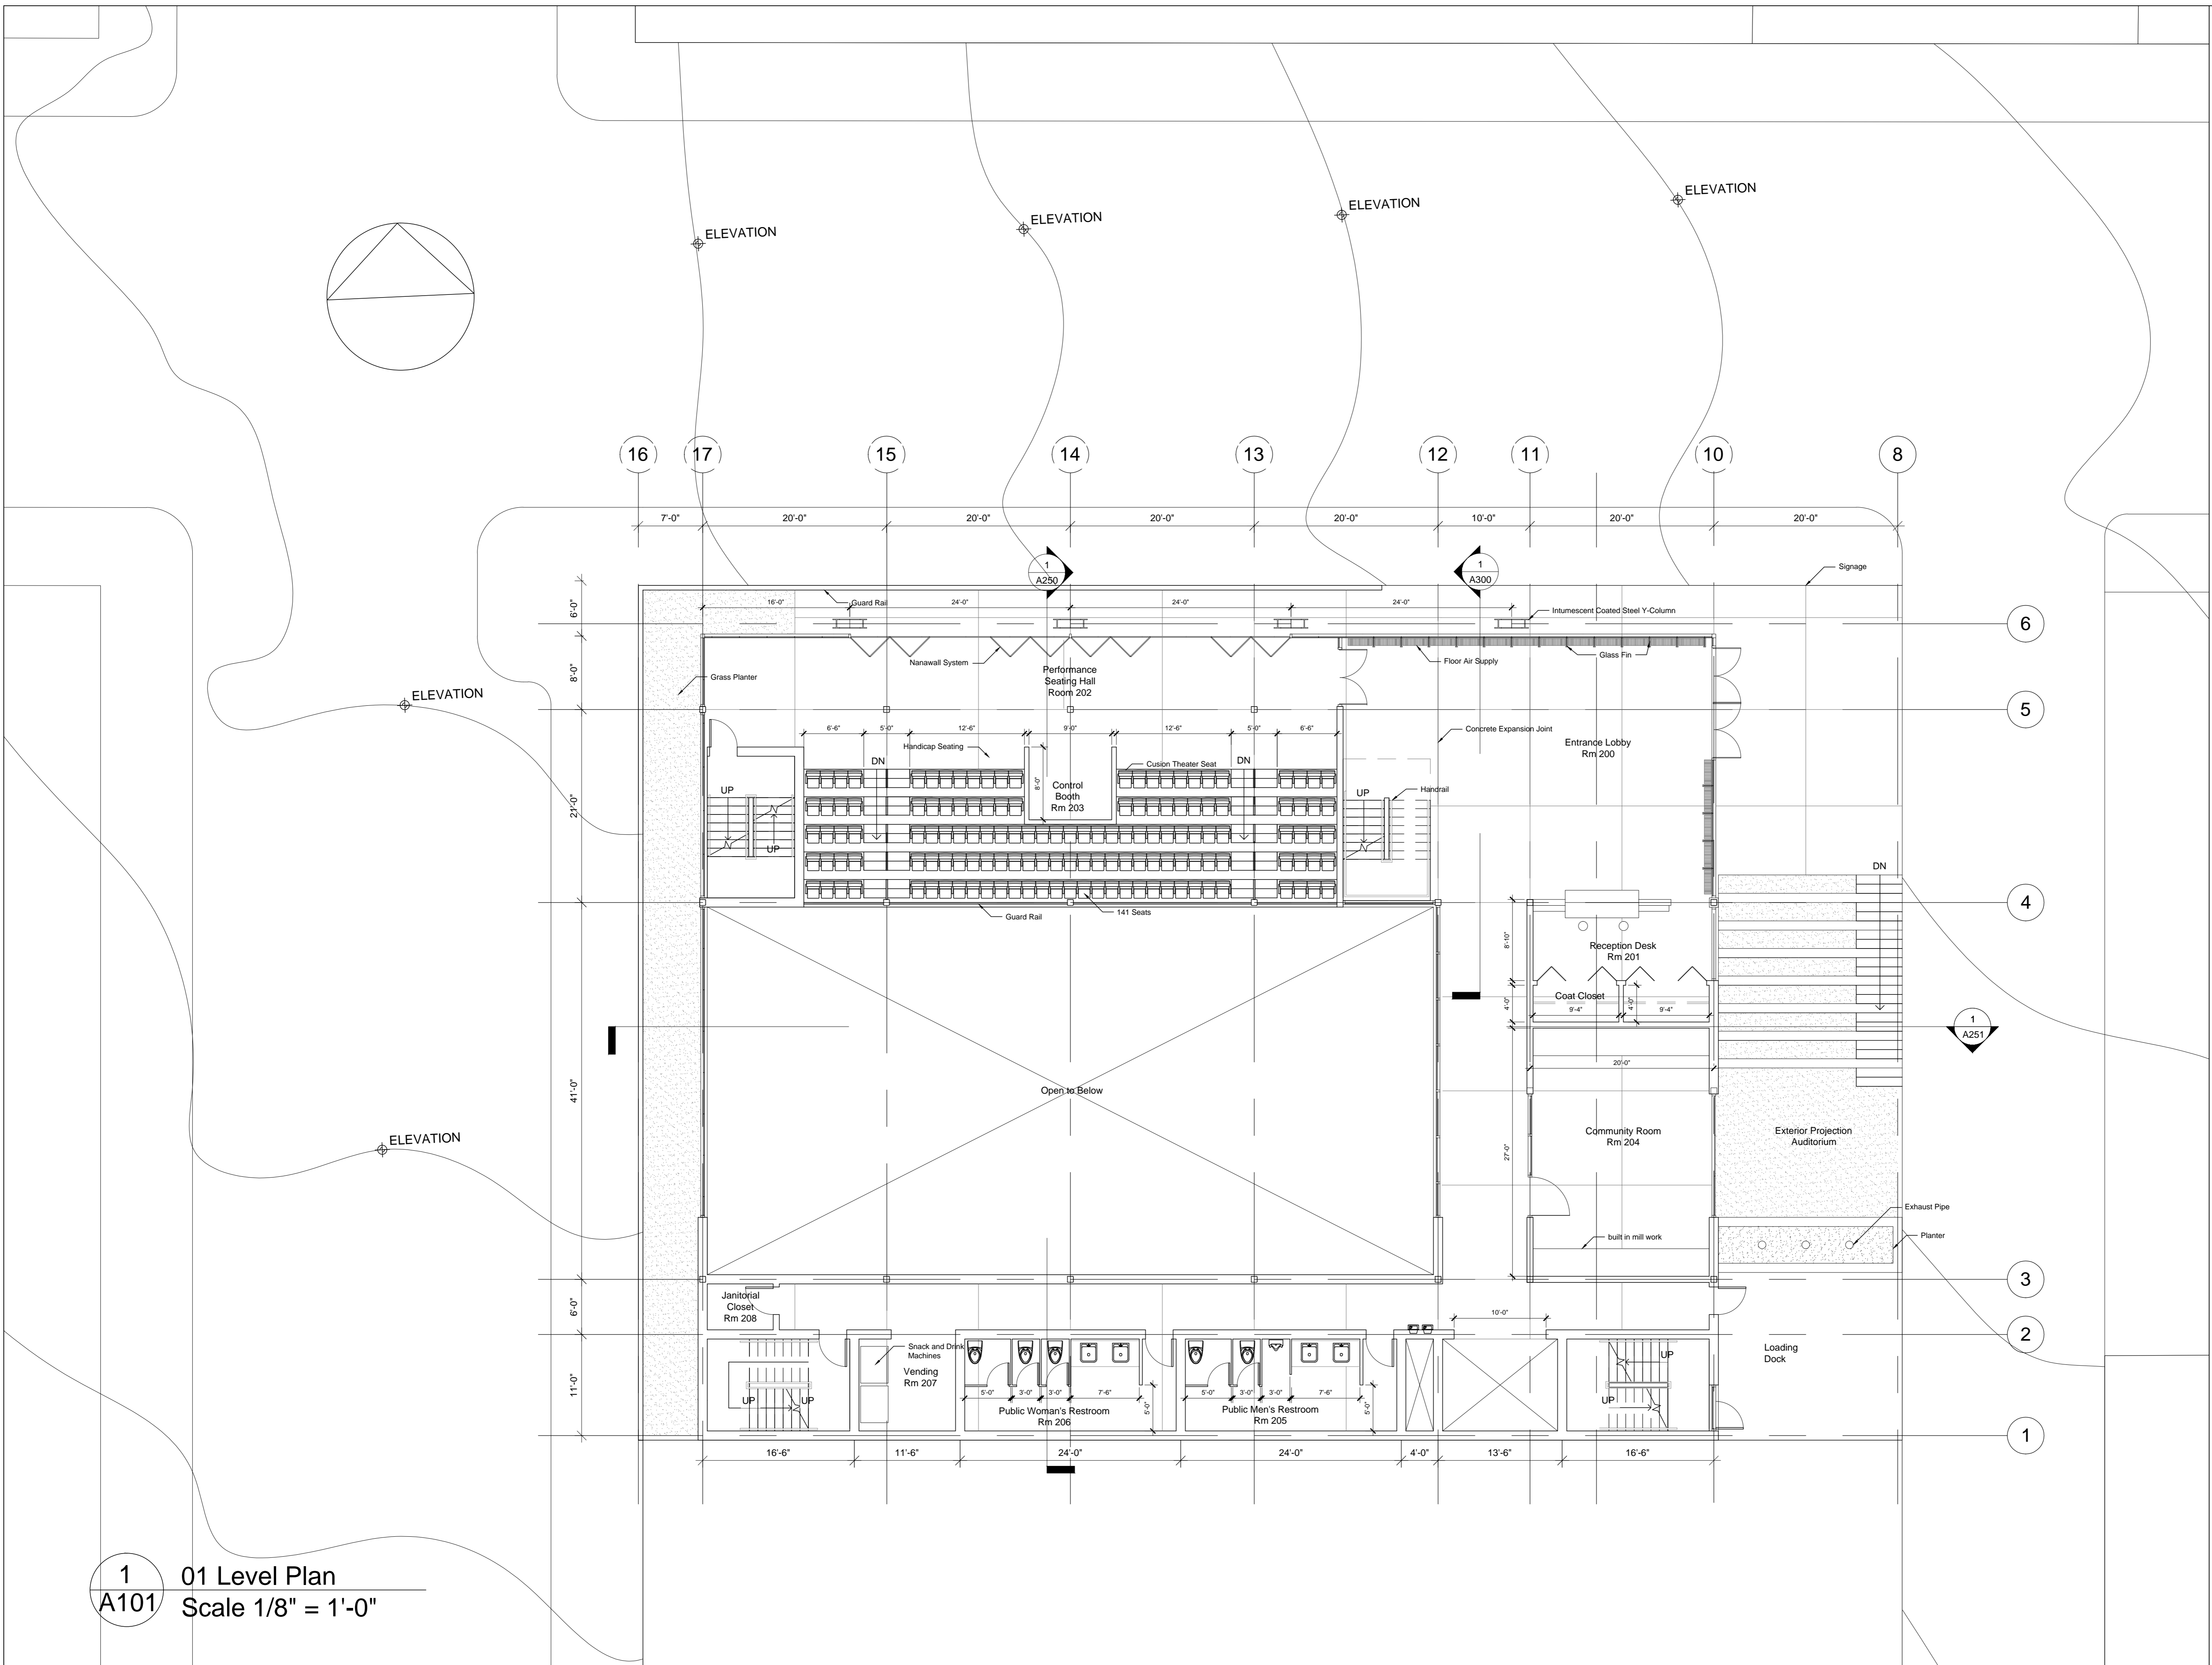 ELEVATION
ELEVATION
ELEVATION
ELEVATION
16
17
15
14
13
12
11
10
8
7'-0"
20'-0"
20'-0"
20'-0"
20'-0"
10'-0"
20'-0"
20'-0"
1
A250
1
A300
Signage
6'-0"
16'-0"
Guard Rail
24'-0"
24'-0"
24'-0"
Intumescent Coated Steel Y-Column
6
Nanawall System
Performance
Seating Hall
Room 202
Floor Air Supply
Glass Fin
8'-0"
Grass Planter
ELEVATION
5
6'-6"
5'-0"
12'-6"
9'-0"
12'-6"
5'-0"
6'-6"
Concrete Expansion Joint
Handicap Seating
Entrance Lobby
Rm 200
DN
Cusion Theater Seat
DN
8'-0"
Control
Booth
Rm 203
UP
UP
UP
Handrail
21'-0"
DN
4
Guard Rail
141 Seats
8'-10"
Reception Desk
Rm 201
Coat Closet
4'-0"
4'-0"
9'-4"
9'-4"
1
A251
20'-0"
41'-0"
Open to Below
Community Room
Rm 204
Exterior Projection
Auditorium
27'-0"
ELEVATION
Exhaust Pipe
built in mill work
Planter
3
Janitorial
Closet
Rm 208
6'-0"
10'-0"
2
Snack and Drink
Machines
Vending
Rm 207
Loading
Dock
UP
UP
UP
UP
11'-0"
5'-0"
3'-0"
3'-0"
7'-6"
5'-0"
5'-0"
3'-0"
3'-0"
7'-6"
5'-0"
Public Woman's Restroom
Rm 206
Public Men's Restroom
Rm 205
1
16'-6"
11'-6"
24'-0"
24'-0"
4'-0"
13'-6"
16'-6"
1
A101
01 Level Plan
Scale 1/8" = 1'-0"